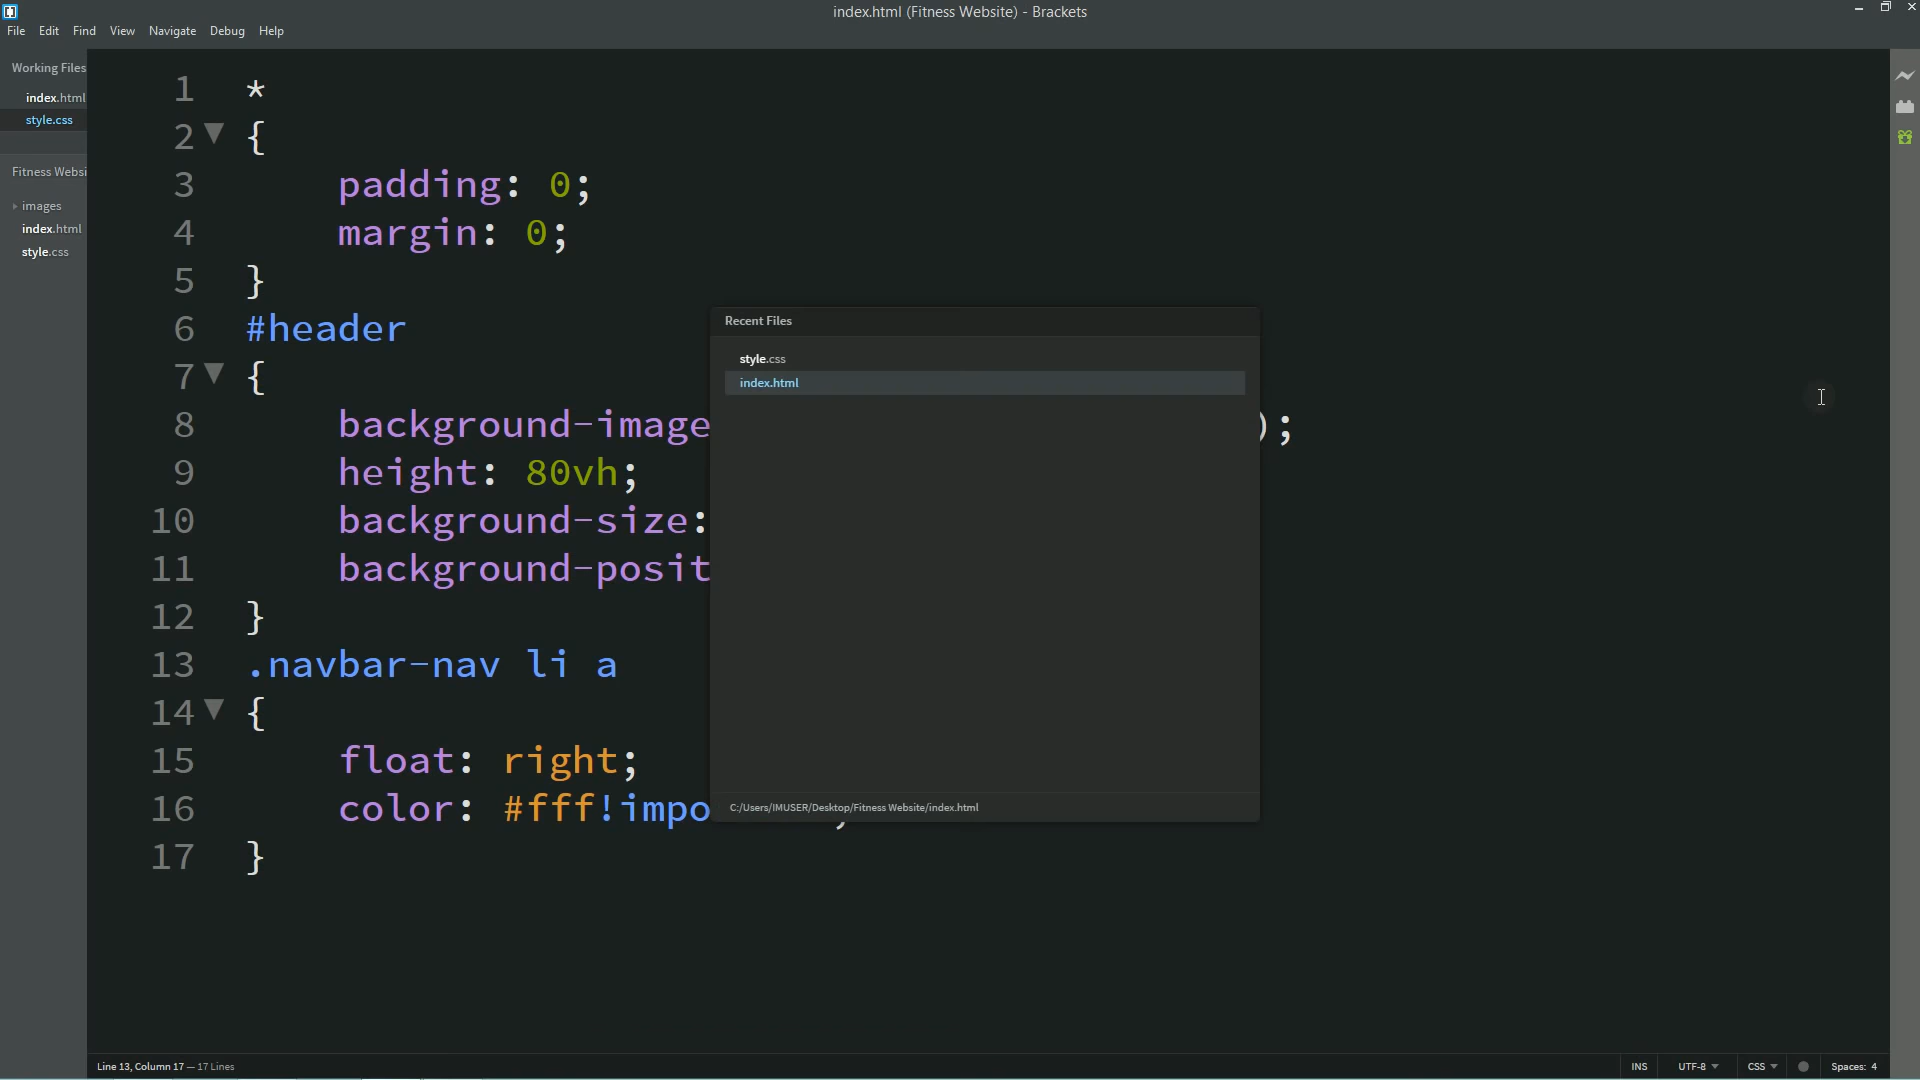 index.html (Fitness Website) - Brackets
File Edit Find View Navigate Debug Help
Working Files
index.html
style.css
Fitness Websi
images
index.html
style.css
1 *
2 {
3 padding: 0;
4 margin: 0;
5 }
6 #header
7 {
8 background-image );
9 height: 80vh;
10 background-size:
11 background-posit
12 }
13 .navbar-nav li a
14 {
15 float: right;
16 color: #fff!impo ;
17 }
Recent Files
style.css
index.html
C:/Users/IMUSER/Desktop/Fitness Website/index.html
Line 13, Column 17 — 17 Lines
INS UTF-8 CSS Spaces: 4